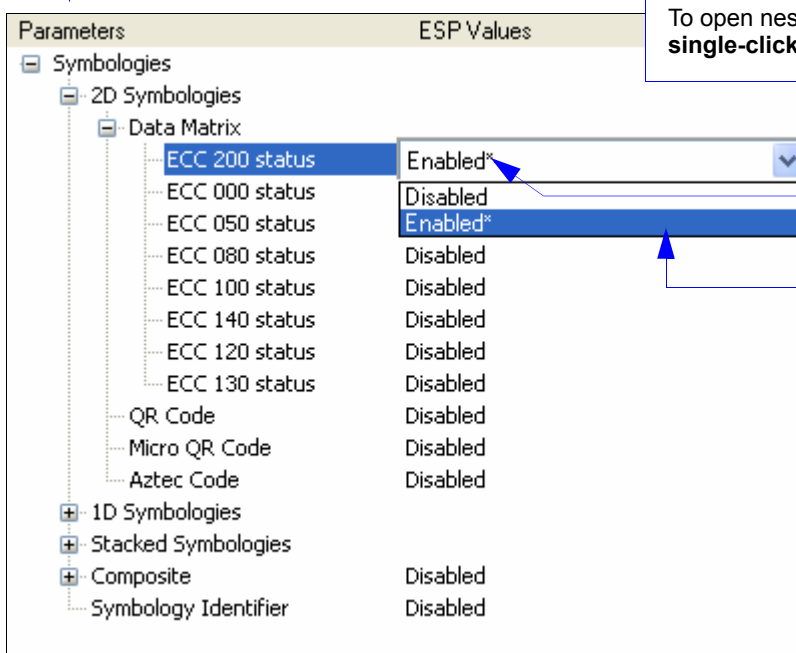 Parameters ESP Values
To open nes
single-click
Symbologies
2D Symbologies
Data Matrix
ECC 200 status Enabled*
ECC 000 status Disabled
ECC 050 status Enabled*
ECC 080 status Disabled
ECC 100 status Disabled
ECC 140 status Disabled
ECC 120 status Disabled
ECC 130 status Disabled
QR Code Disabled
Micro QR Code Disabled
Aztec Code Disabled
1D Symbologies
Stacked Symbologies
Composite Disabled
Symbology Identifier Disabled